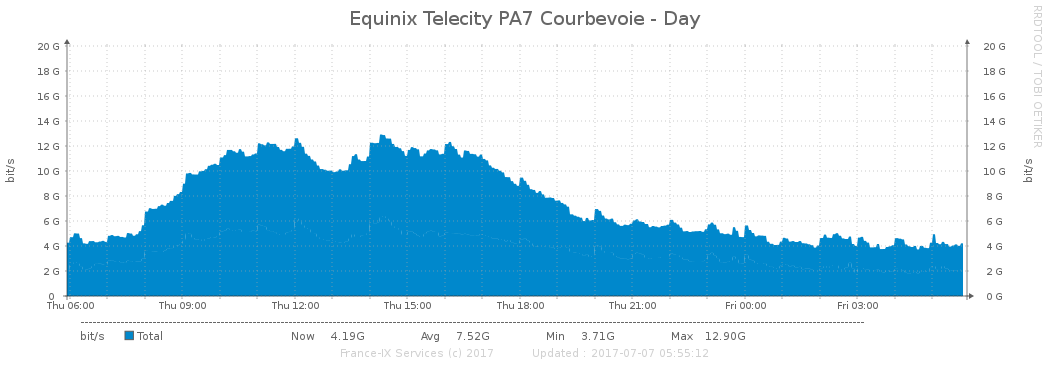 Equinix Telecity PA7 Courbevoie - Day
RRDTOOL / TOBI OETIKER
20 G 20 G
18 G 18 G
16 G 16 G
14 G 14 G
12 G 12 G
10 G 10 G
8 G 8 G
6 G 6 G
4 G 4 G
2 G 2 G
0 0 G
bit/s bit/s
Thu 06:00 Thu 09:00 Thu 12:00 Thu 15:00 Thu 18:00 Thu 21:00 Fri 00:00 Fri 03:00
bit/s Total Now 4.19G Avg 7.52G Min 3.71G Max 12.90G
France-IX Services (c) 2017 Updated : 2017-07-07 05:55:12